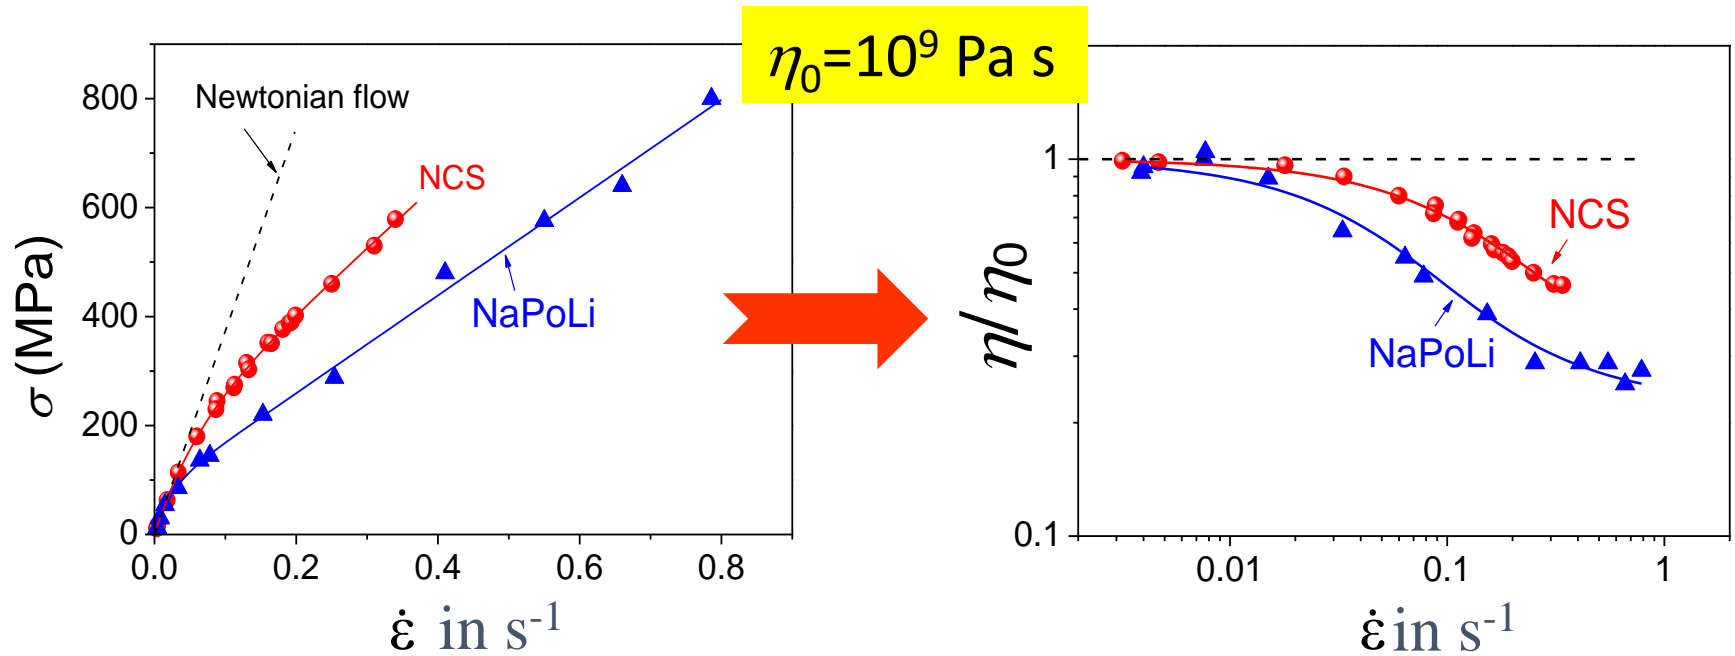 η₀=10⁹ Pa s
σ (MPa)
800
600
400
200
0
Newtonian flow
NCS
NaPoLi
0.0 0.2 0.4 0.6 0.8
ε̇ in s⁻¹
η/η₀
1
0.1
NCS
NaPoLi
0.01 0.1 1
ε̇ in s⁻¹